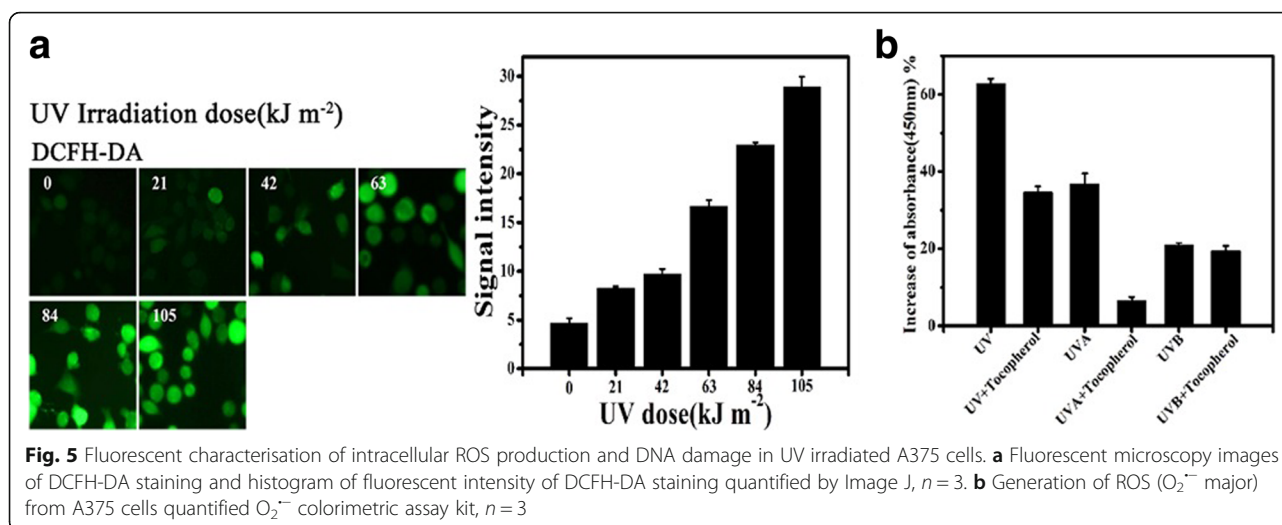 a
UV Irradiation dose(kJ m⁻²)
DCFH-DA
0
21
42
63
84
105
Signal intensity
30
25
20
15
10
5
0
0 21 42 63 84 105
UV dose(kJ m⁻²)
b
Increase of absorbance(450nm) %
60
40
20
0
UV
UV+Tocopherol
UVA
UVA+Tocopherol
UVB
UVB+Tocopherol
Fig. 5 Fluorescent characterisation of intracellular ROS production and DNA damage in UV irradiated A375 cells. a Fluorescent microscopy images
of DCFH-DA staining and histogram of fluorescent intensity of DCFH-DA staining quantified by Image J, n = 3. b Generation of ROS (O₂˙⁻ major)
from A375 cells quantified O₂˙⁻ colorimetric assay kit, n = 3